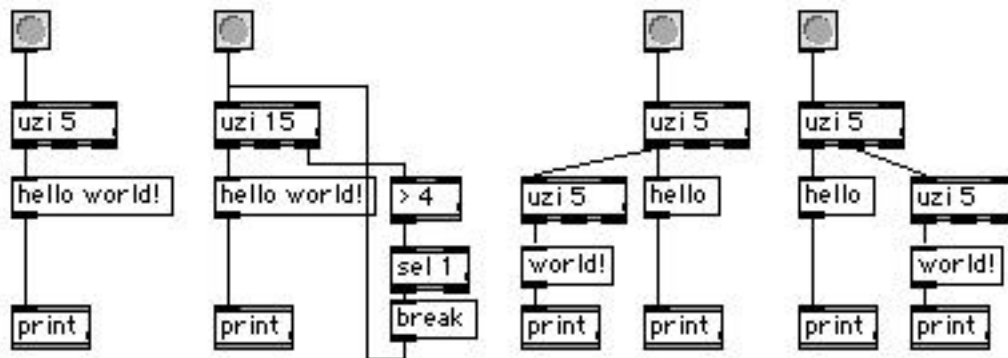 uzi 5
uzi 15
uzi 5
uzi 5
hello world!
hello world!
> 4
uzi 5
hello
hello
uzi 5
sel 1
world!
world!
break
print
print
print
print
print
print